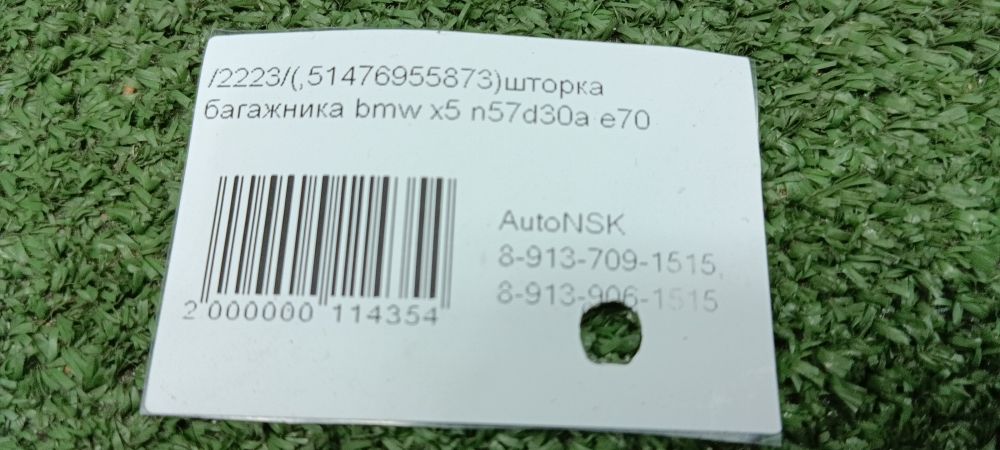 /2223/(,51476955873)шторка
багажника bmw x5 n57d30a e70
AutoNSK
8-913-709-1515,
8-913-906-1515
2 000000 114354